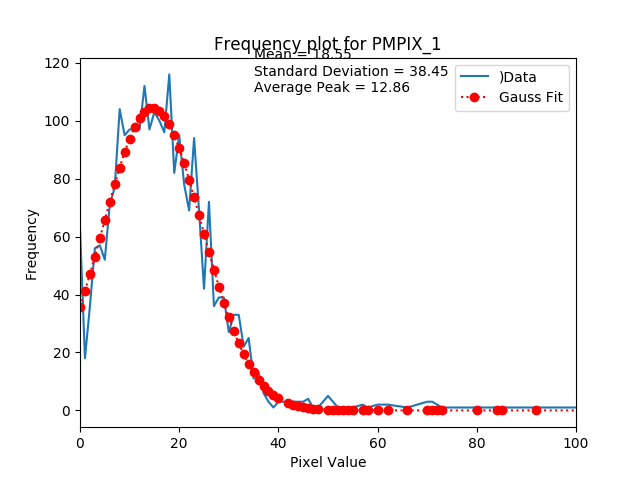 Frequency plot for PMPIX_1
Mean = 18.55
Standard Deviation = 38.45
Average Peak = 12.86
)Data
Gauss Fit
120
100
80
60
40
20
0
Frequency
0 20 40 60 80 100
Pixel Value